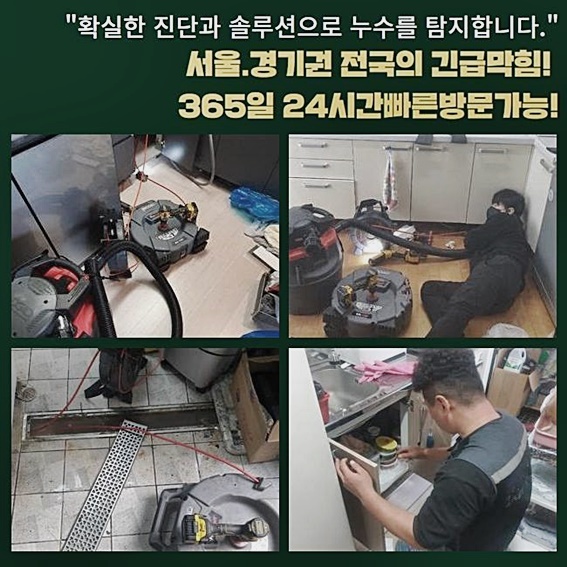 "확실한 진단과 솔루션으로 누수를 탐지합니다."
서울.경기권 전국의 긴급막힘!
365일 24시간빠른방문가능!